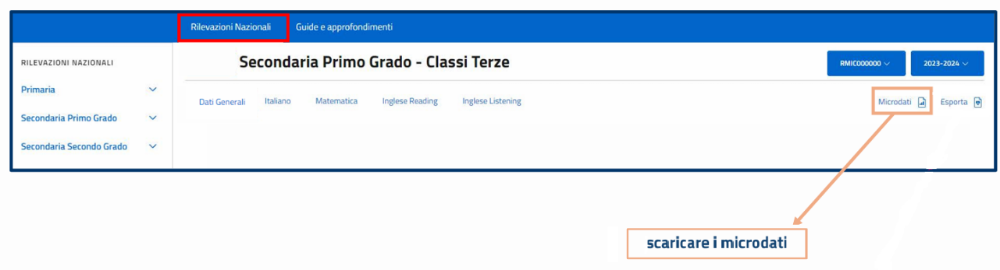 Rilevazioni Nazionali Guide e approfondimenti
RILEVAZIONI NAZIONALI
Primaria
Secondaria Primo Grado
Secondaria Secondo Grado
Secondaria Primo Grado - Classi Terze
RMIC000000
2023-2024
Dati Generali Italiano Matematica Inglese Reading Inglese Listening
Microdati Esporta
scaricare i microdati